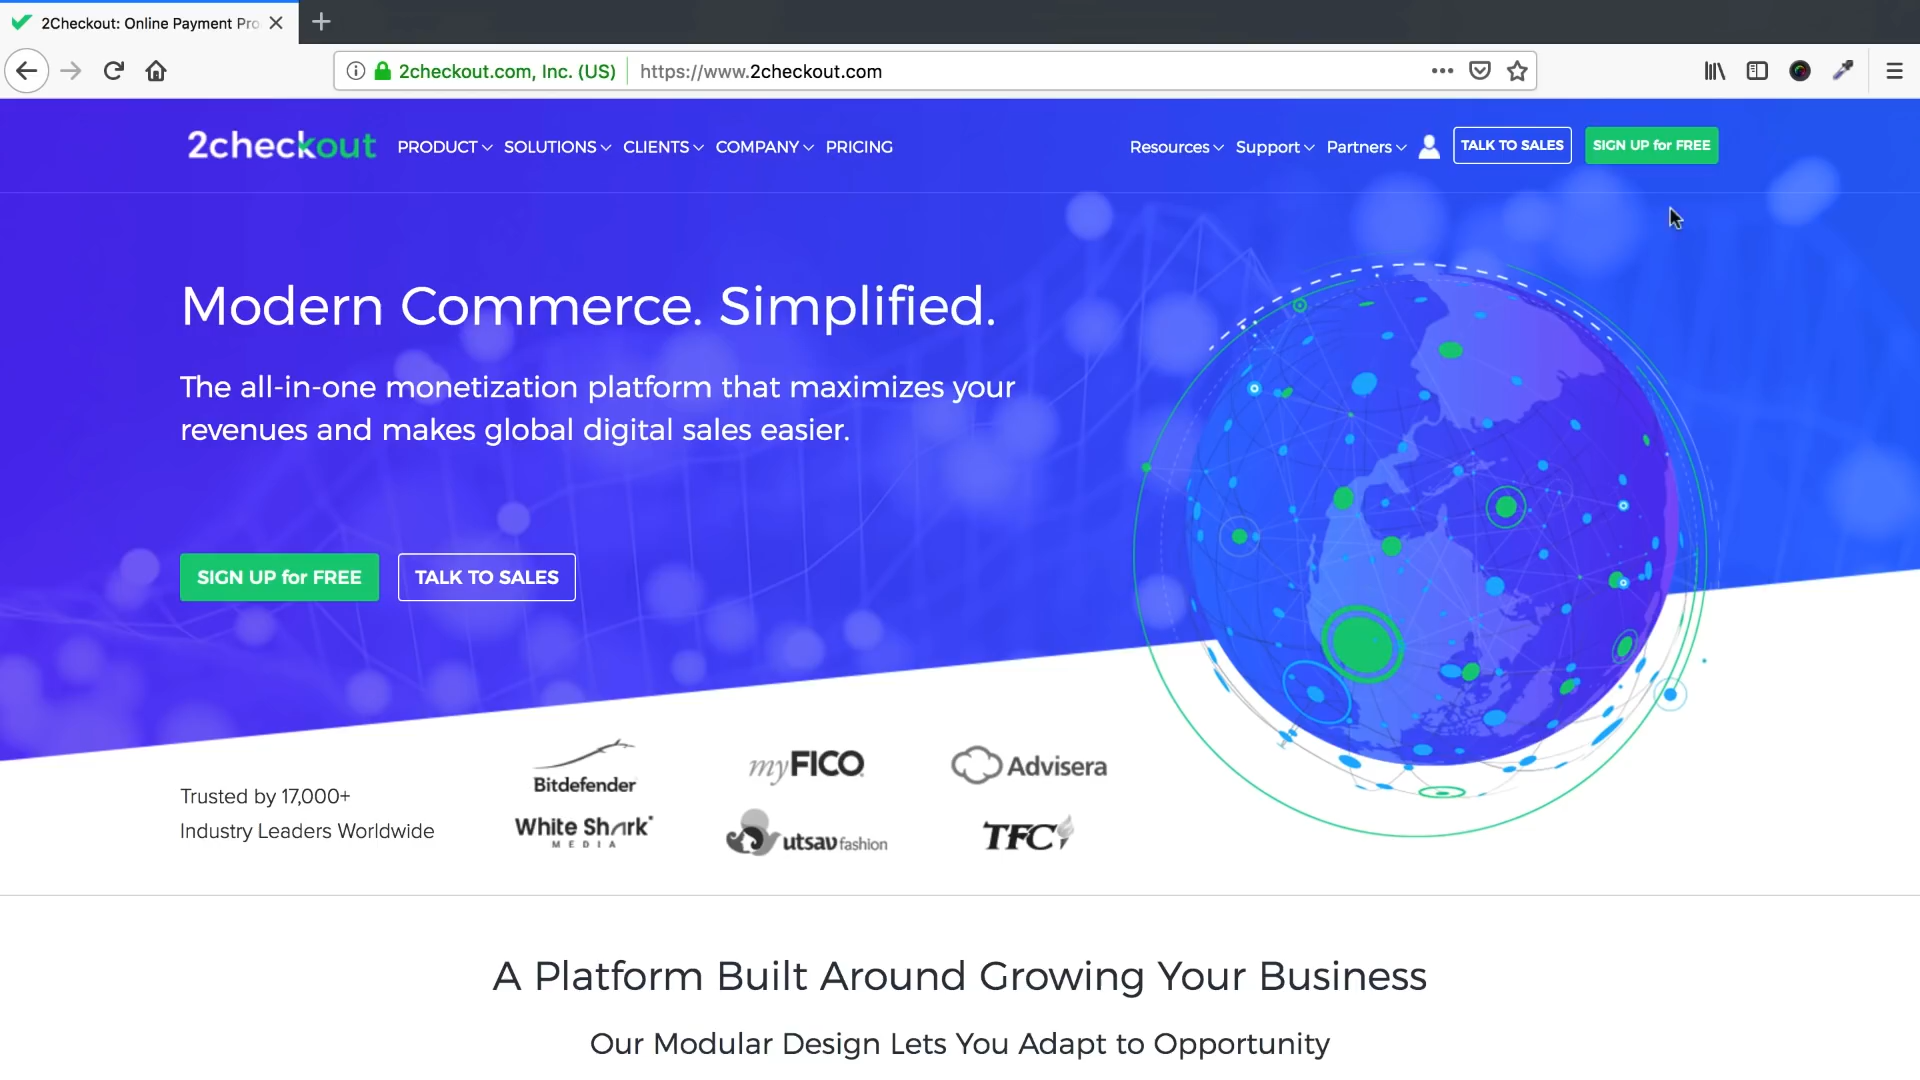 2Checkout: Online Payment Pro
2checkout.com, Inc. (US) https://www.2checkout.com
2checkout PRODUCT SOLUTIONS CLIENTS COMPANY PRICING Resources Support Partners TALK TO SALES SIGN UP for FREE
Modern Commerce. Simplified.
The all-in-one monetization platform that maximizes your
revenues and makes global digital sales easier.
SIGN UP for FREE TALK TO SALES
Trusted by 17,000+
Industry Leaders Worldwide
Bitdefender myFICO Advisera
White Shark MEDIA utsav fashion TFC
A Platform Built Around Growing Your Business
Our Modular Design Lets You Adapt to Opportunity